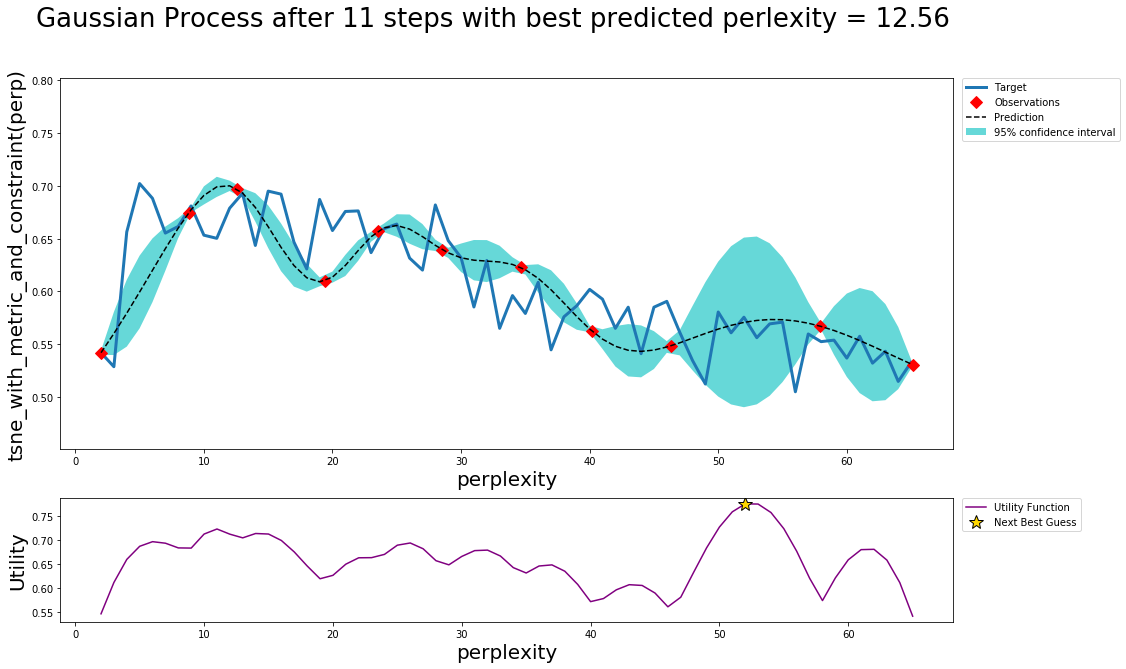 Gaussian Process after 11 steps with best predicted perlexity = 12.56
tsne_with_metric_and_constraint(perp)
0.80
0.75
0.70
0.65
0.60
0.55
0.50
0 10 20 30 40 50 60
perplexity
Target
Observations
Prediction
95% confidence interval
Utility
0.75
0.70
0.65
0.60
0.55
0 10 20 30 40 50 60
perplexity
Utility Function
Next Best Guess